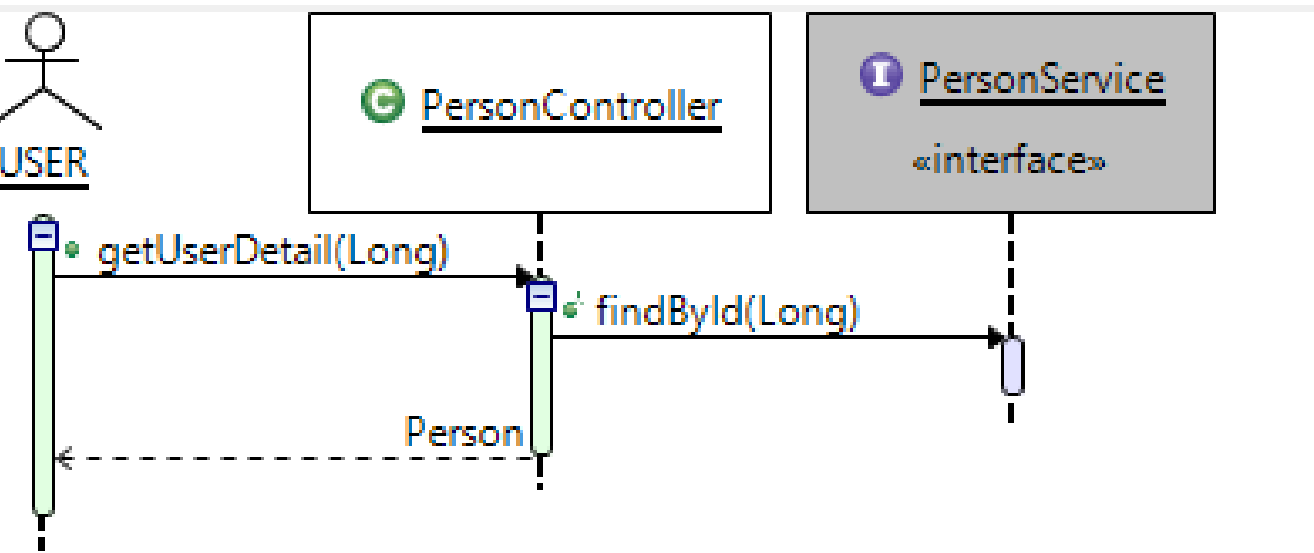 USER
C PersonController
I PersonService
«interface»
getUserDetail(Long)
findById(Long)
Person